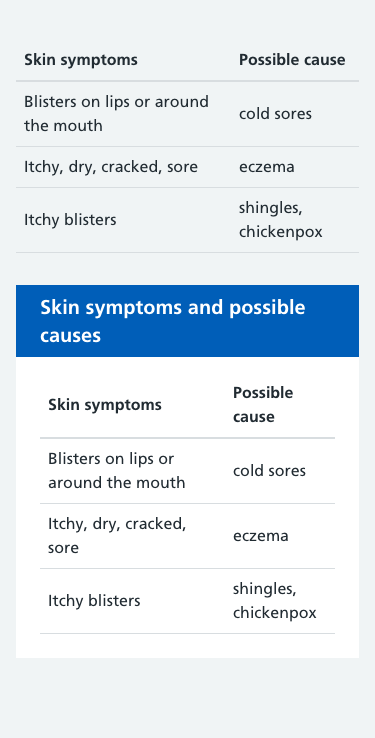 Skin symptoms Possible cause
Blisters on lips or around
the mouth
cold sores
Itchy, dry, cracked, sore eczema
Itchy blisters
shingles,
chickenpox
Skin symptoms and possible
causes
Skin symptoms
Possible
cause
Blisters on lips or
around the mouth
cold sores
Itchy, dry, cracked,
sore
eczema
Itchy blisters
shingles,
chickenpox